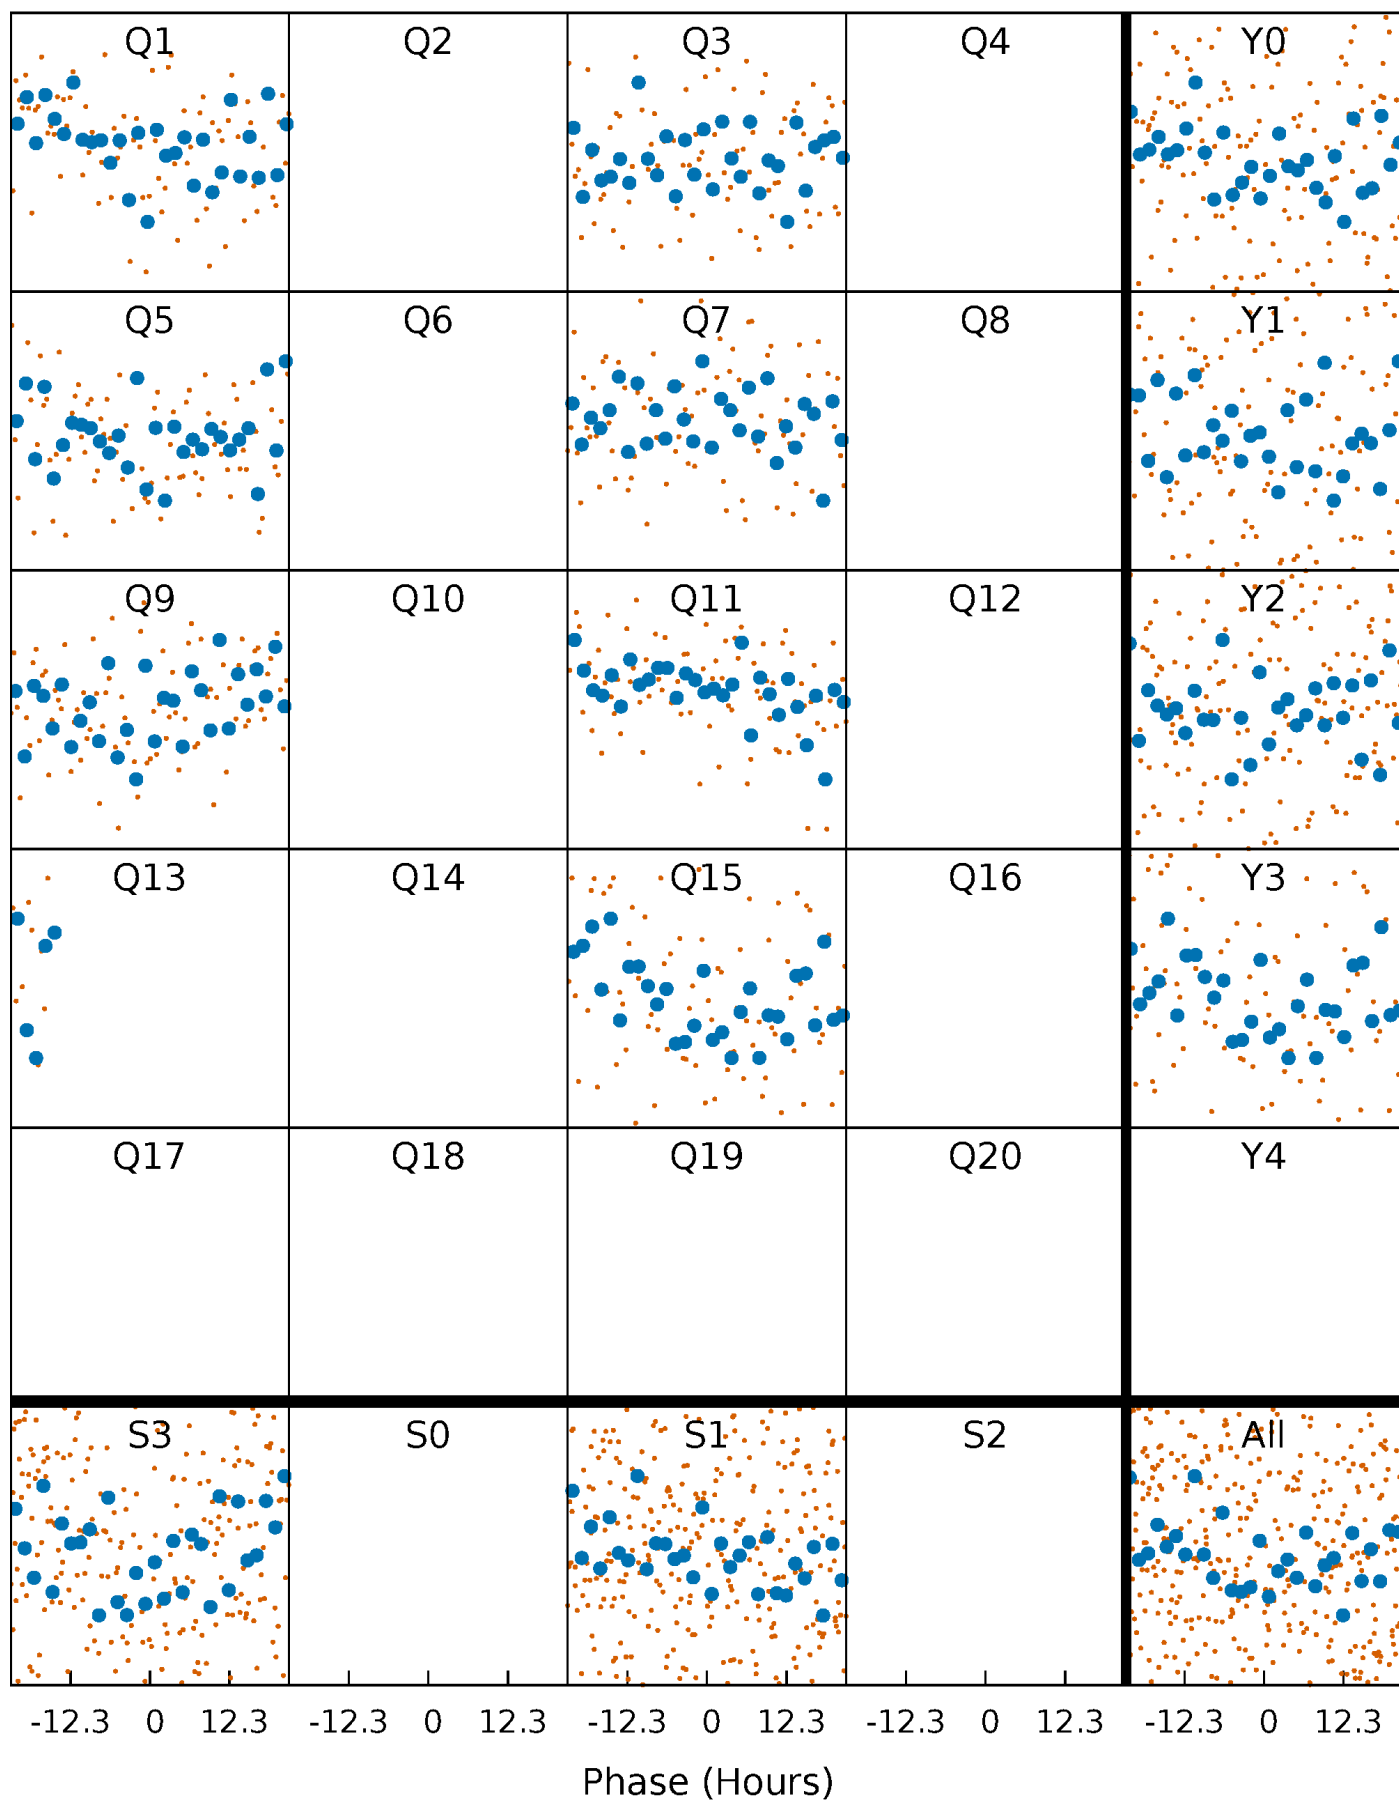 Q1 Q2 Q3 Q4 Y0
Q5 Q6 Q7 Q8 Y1
Q9 Q10 Q11 Q12 Y2
Q13 Q14 Q15 Q16 Y3
Q17 Q18 Q19 Q20 Y4
S3 S0 S1 S2 All
-12.3 0 12.3 -12.3 0 12.3 -12.3 0 12.3 -12.3 0 12.3 -12.3 0 12.3
Phase (Hours)